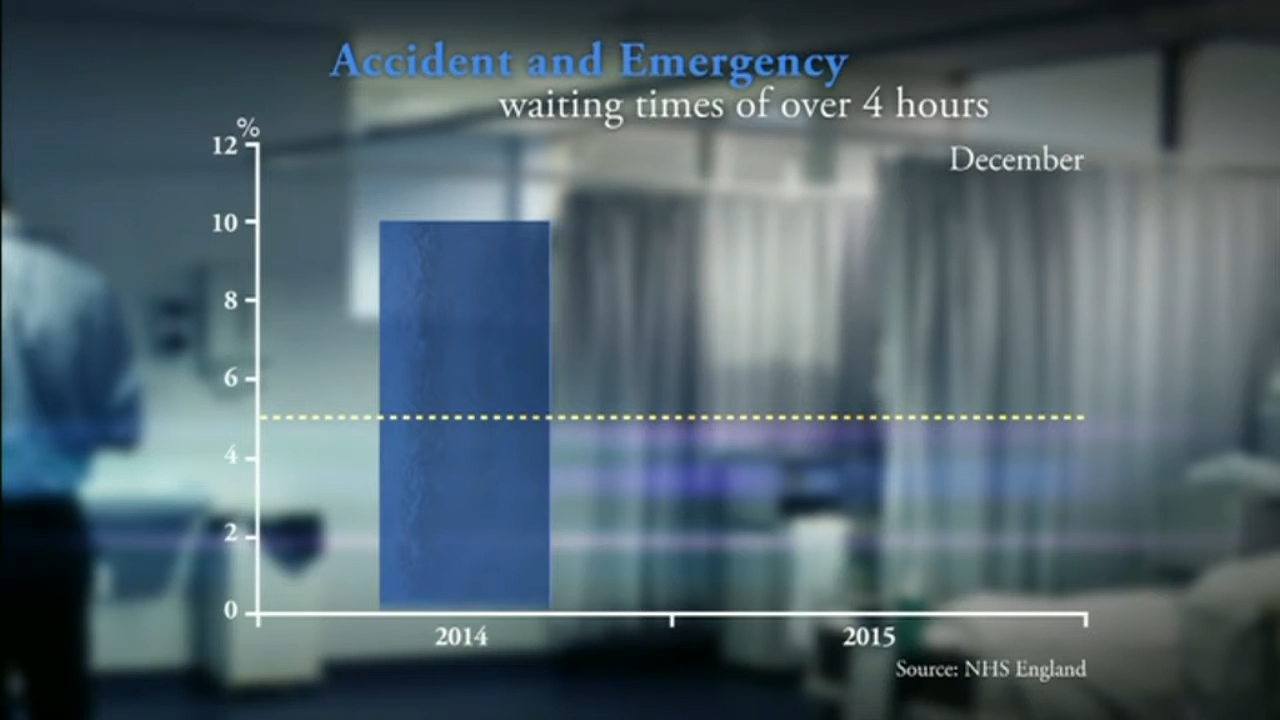 Accident and Emergency
waiting times of over 4 hours
December
%
12
10
8
6
4
2
0
2014 2015
Source: NHS England